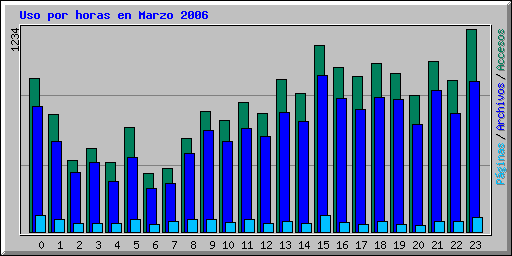 Uso por horas en Marzo 2006
1234
Páginas / Archivos / Accesos
0 1 2 3 4 5 6 7 8 9 10 11 12 13 14 15 16 17 18 19 20 21 22 23